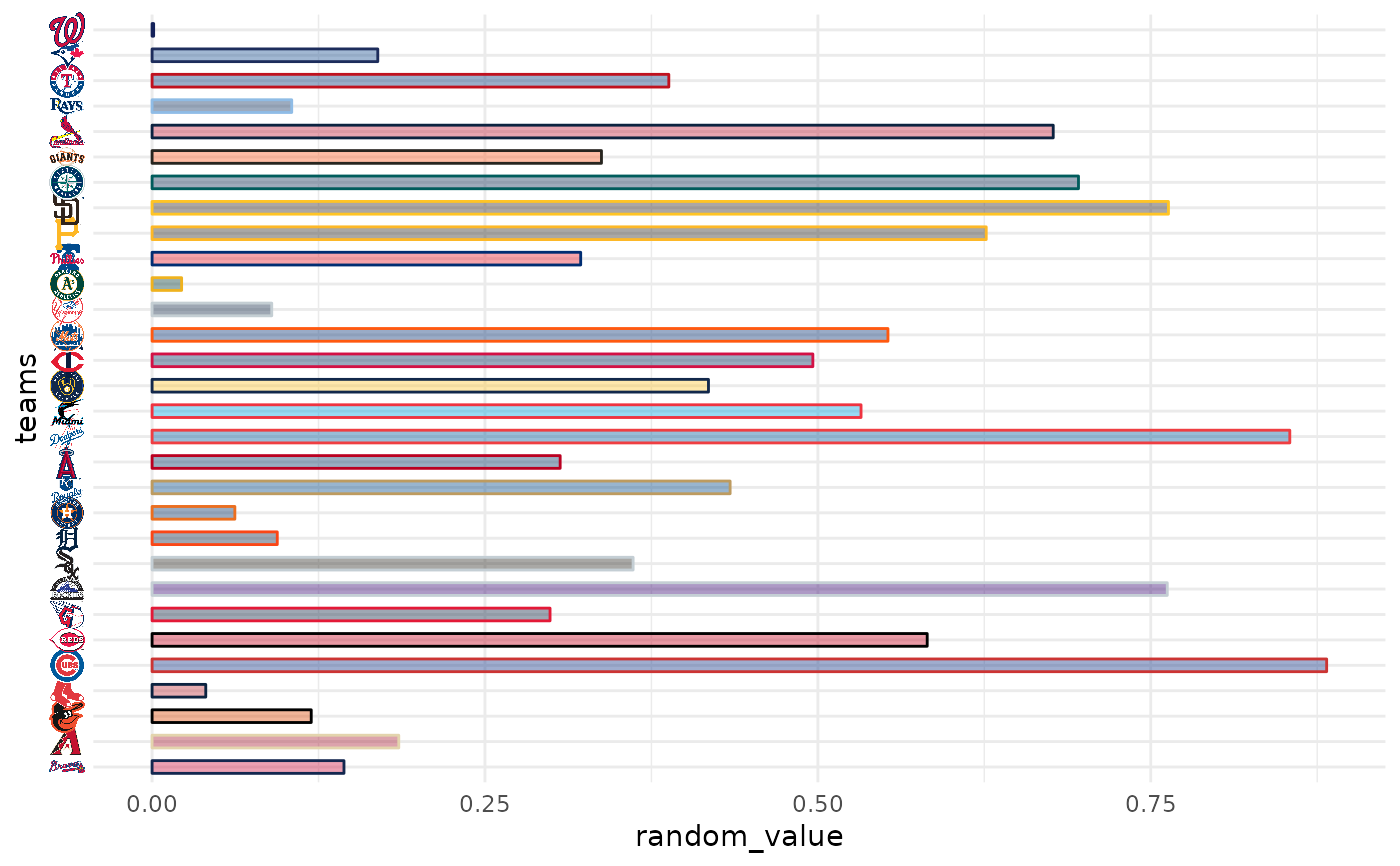 W
T
RAYS
GIANTS
Phillies
A's
Miami
Dodgers
A
Royals
H
REDS
CUBS
A
Braves
teams
0.00 0.25 0.50 0.75
random_value